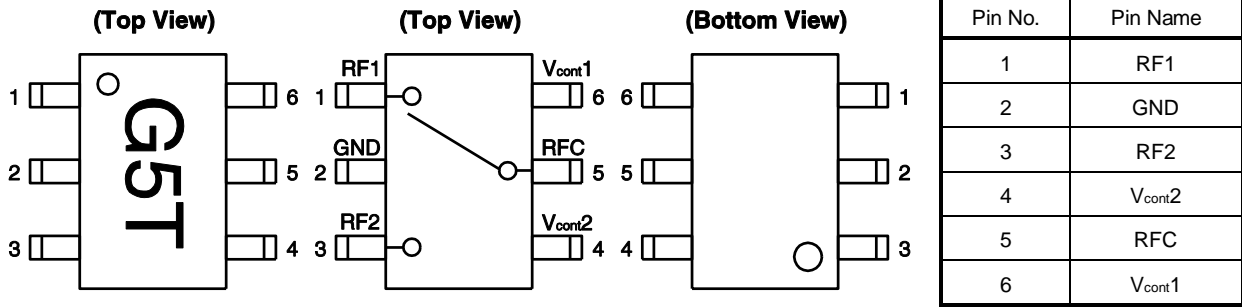 (Top View)
1
2
3
G5T
6
5
4
(Top View)
RF1
1
GND
2
RF2
3
Vcont1
6
RFC
5
Vcont2
4
(Bottom View)
6
5
4
1
2
3
Pin No. Pin Name
1 RF1
2 GND
3 RF2
4 Vcont2
5 RFC
6 Vcont1